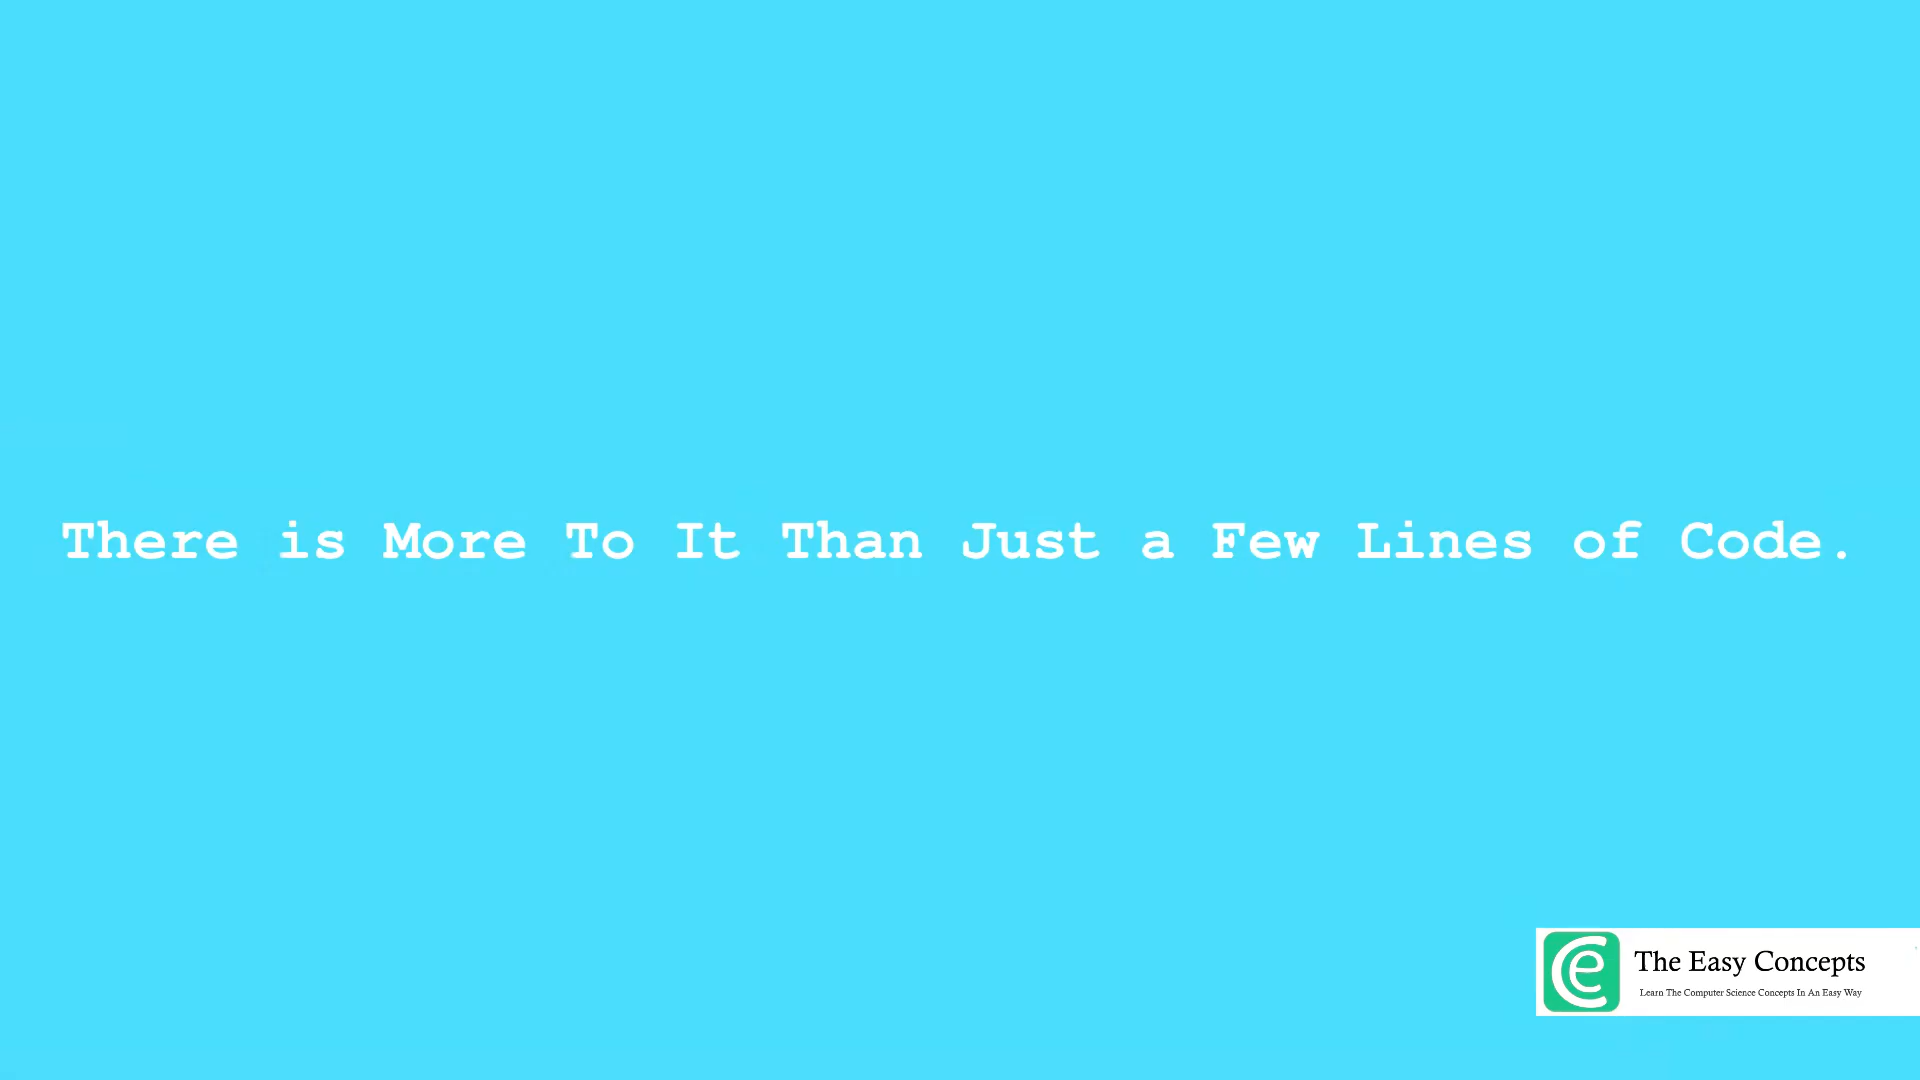 There is More To It Than Just a Few Lines of Code.
The Easy Concepts
Learn The Computer Science Concepts In An Easy Way